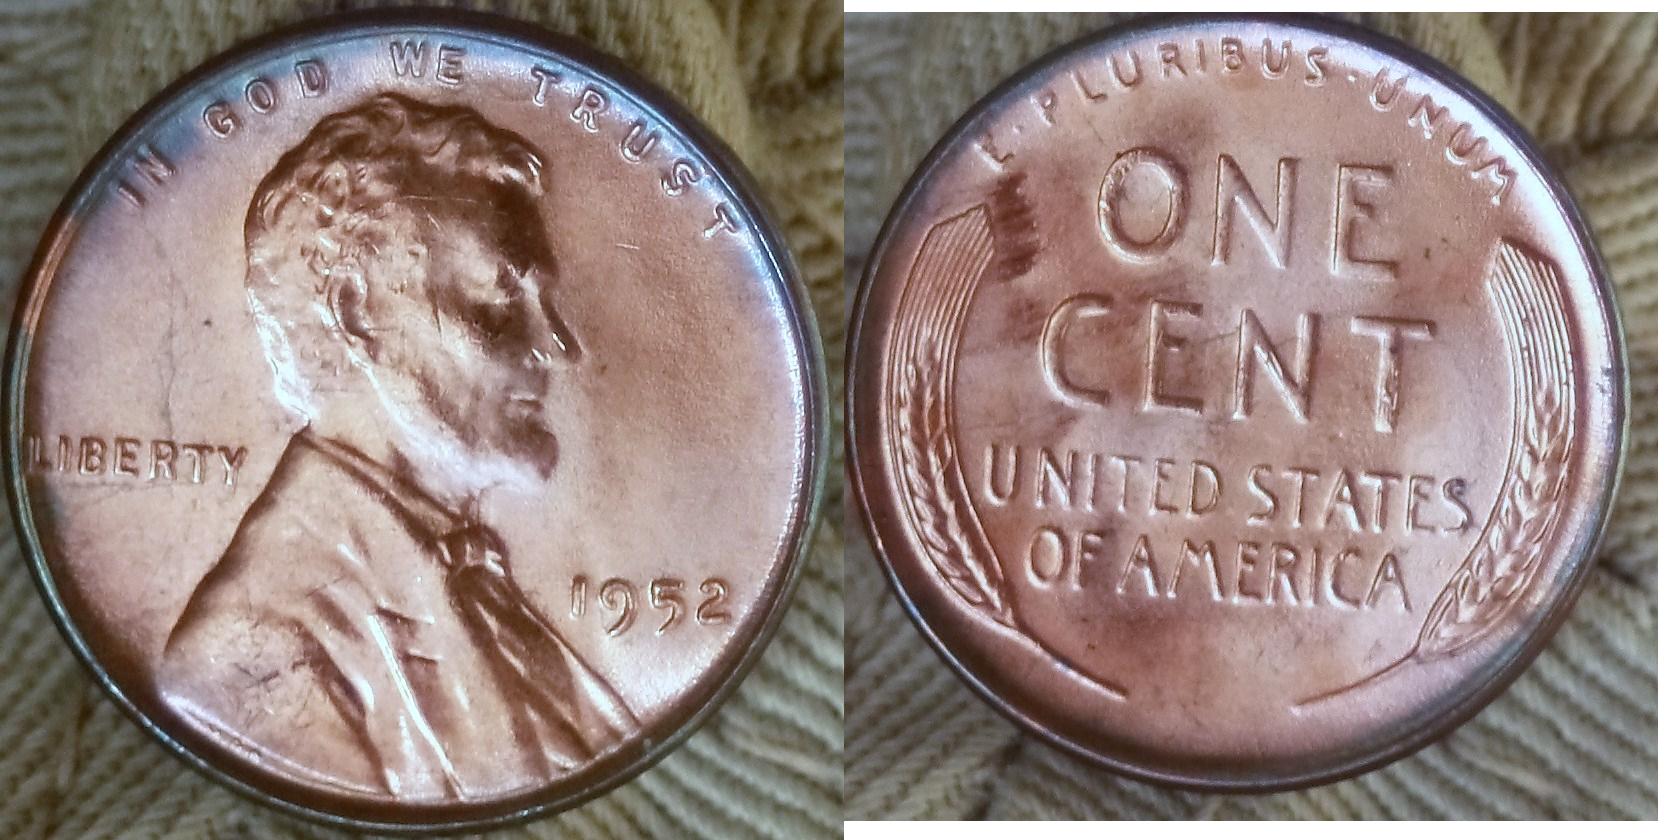 IN GOD WE TRUST
LIBERTY
1952
E·PLURIBUS·UNUM
ONE
CENT
UNITED STATES
OF AMERICA